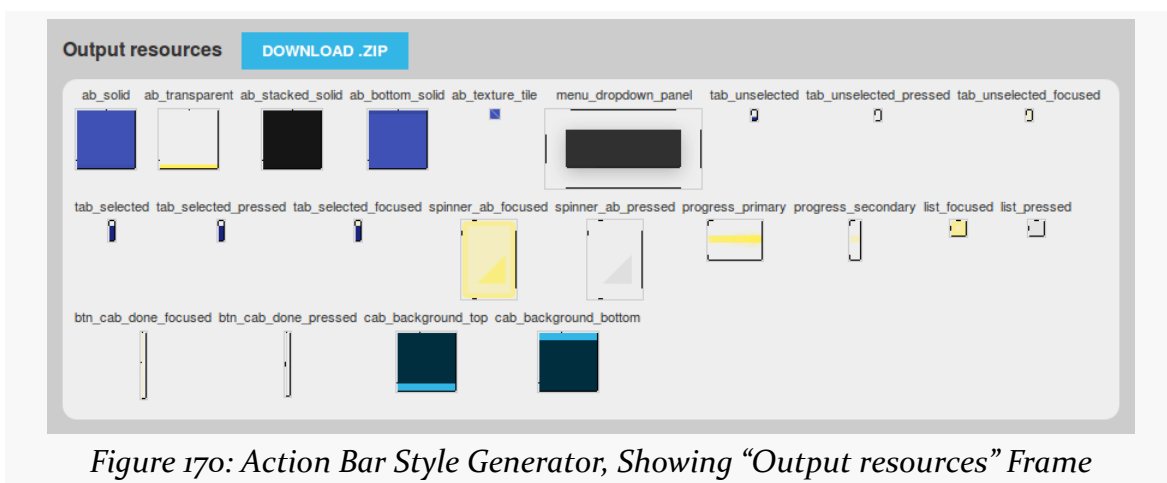 Output resources DOWNLOAD .ZIP
ab_solid ab_transparent ab_stacked_solid ab_bottom_solid ab_texture_tile menu_dropdown_panel tab_unselected tab_unselected_pressed tab_unselected_focused
tab_selected tab_selected_pressed tab_selected_focused spinner_ab_focused spinner_ab_pressed progress_primary progress_secondary list_focused list_pressed
btn_cab_done_focused btn_cab_done_pressed cab_background_top cab_background_bottom
Figure 170: Action Bar Style Generator, Showing “Output resources” Frame